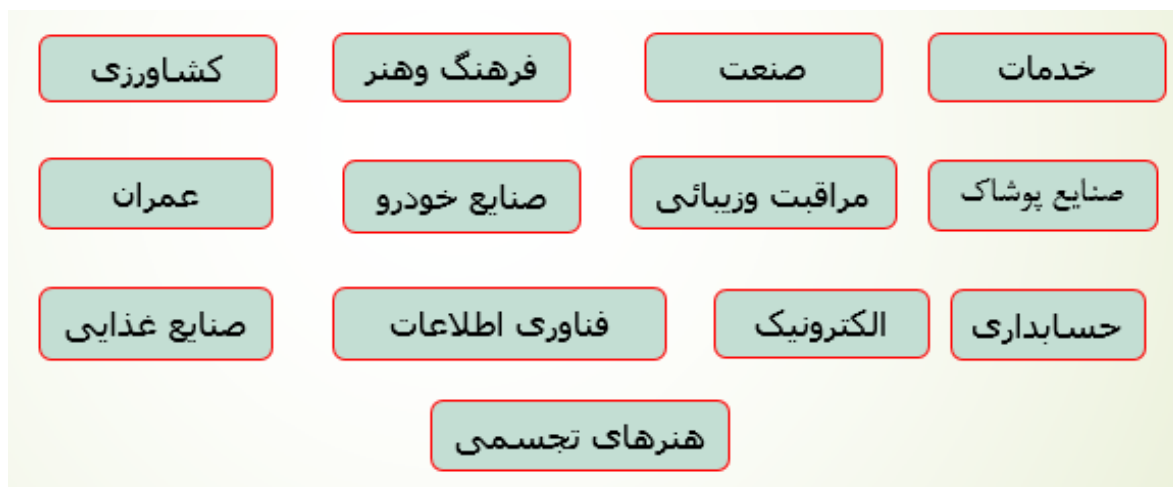 خدمات
صنعت
فرهنگ وهنر
کشاورزی
صنایع پوشاک
مراقبت وزیبائی
صنایع خودرو
عمران
حسابداری
الکترونیک
فناوری اطلاعات
صنایع غذایی
هنرهای تجسمی